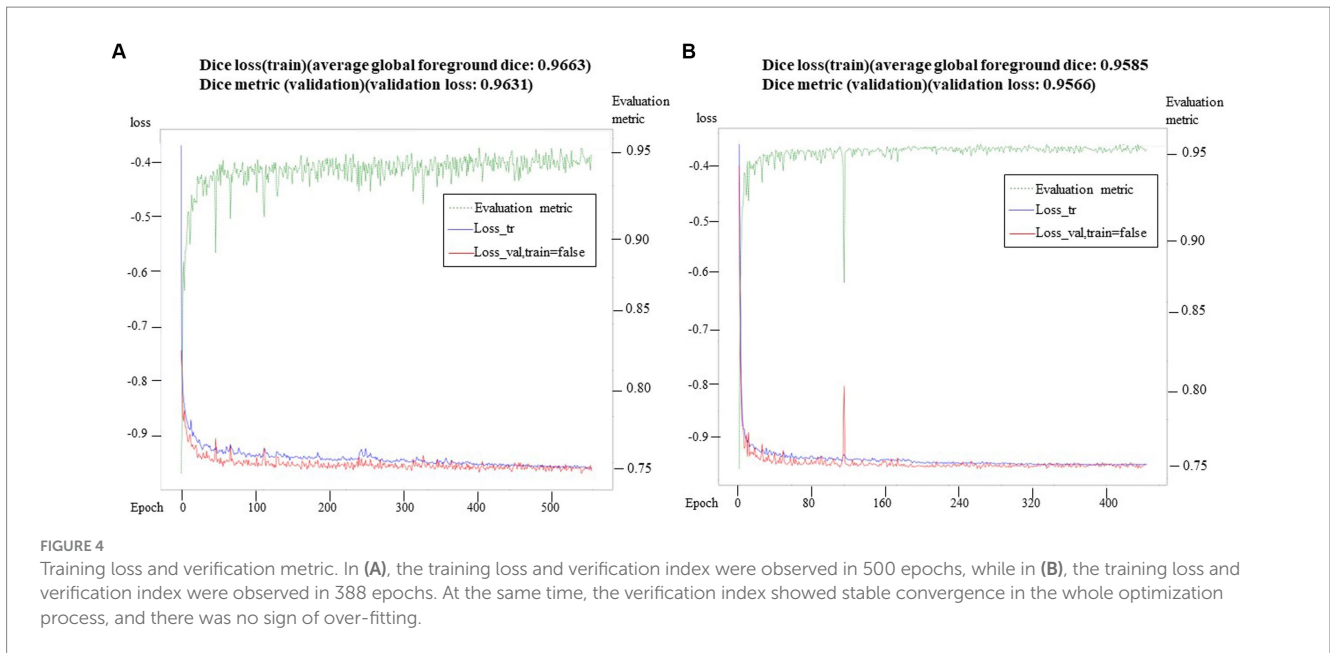 A
Dice loss(train)(average global foreground dice: 0.9663)
Dice metric (validation)(validation loss: 0.9631)
loss
Evaluation
metric
-0.4
-0.5
-0.6
-0.7
-0.8
-0.9
0.95
0.90
0.85
0.80
0.75
Evaluation metric
Loss_tr
Loss_val,train=false
Epoch
0
100
200
300
400
500
B
Dice loss(train)(average global foreground dice: 0.9585
Dice metric (validation)(validation loss: 0.9566)
loss
Evaluation
metric
-0.4
-0.5
-0.6
-0.7
-0.8
-0.9
0.95
0.90
0.85
0.80
0.75
Evaluation metric
Loss_tr
Loss_val,train=false
Epoch
0
80
160
240
320
400
FIGURE 4
Training loss and verification metric. In (A), the training loss and verification index were observed in 500 epochs, while in (B), the training loss and
verification index were observed in 388 epochs. At the same time, the verification index showed stable convergence in the whole optimization
process, and there was no sign of over-fitting.